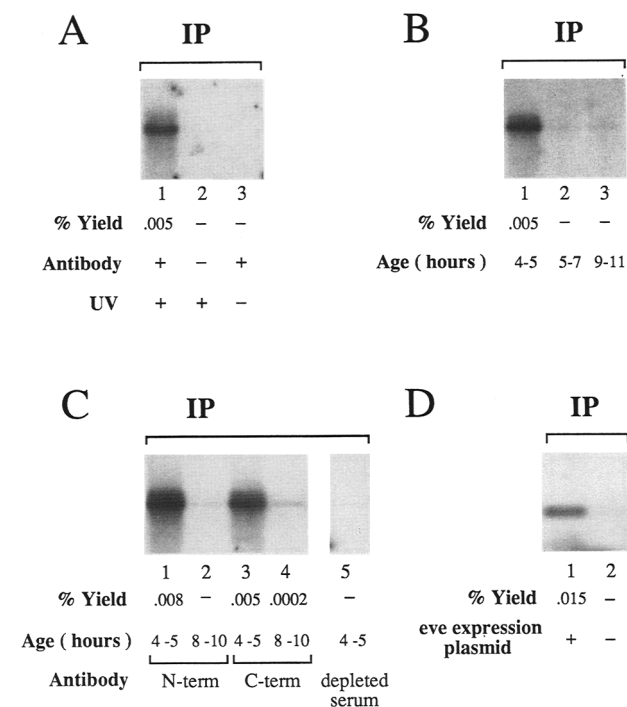 A
IP
1 2 3
% Yield .005 – –
Antibody + – +
UV + + –
B
IP
1 2 3
% Yield .005 – –
Age ( hours ) 4-5 5-7 9-11
C
IP
1 2 3 4 5
% Yield .008 – .005 .0002 –
Age ( hours ) 4-5 8-10 4-5 8-10 4-5
Antibody N-term C-term depleted
serum
D
IP
1 2
% Yield .015 –
eve expression
plasmid + –